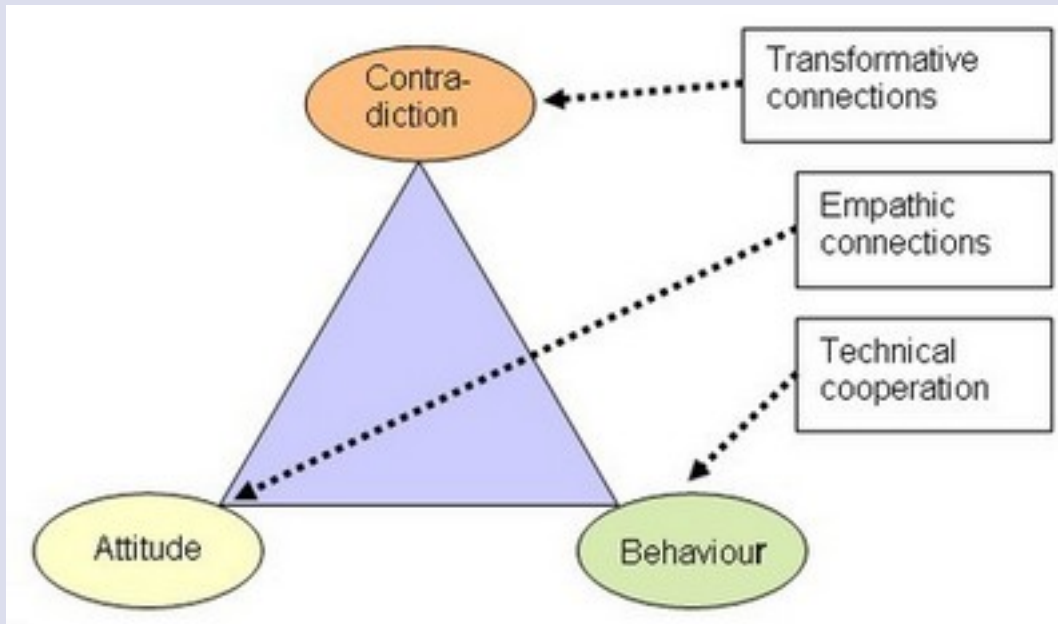 Contra-
diction
Transformative
connections
Empathic
connections
Technical
cooperation
Attitude
Behaviour